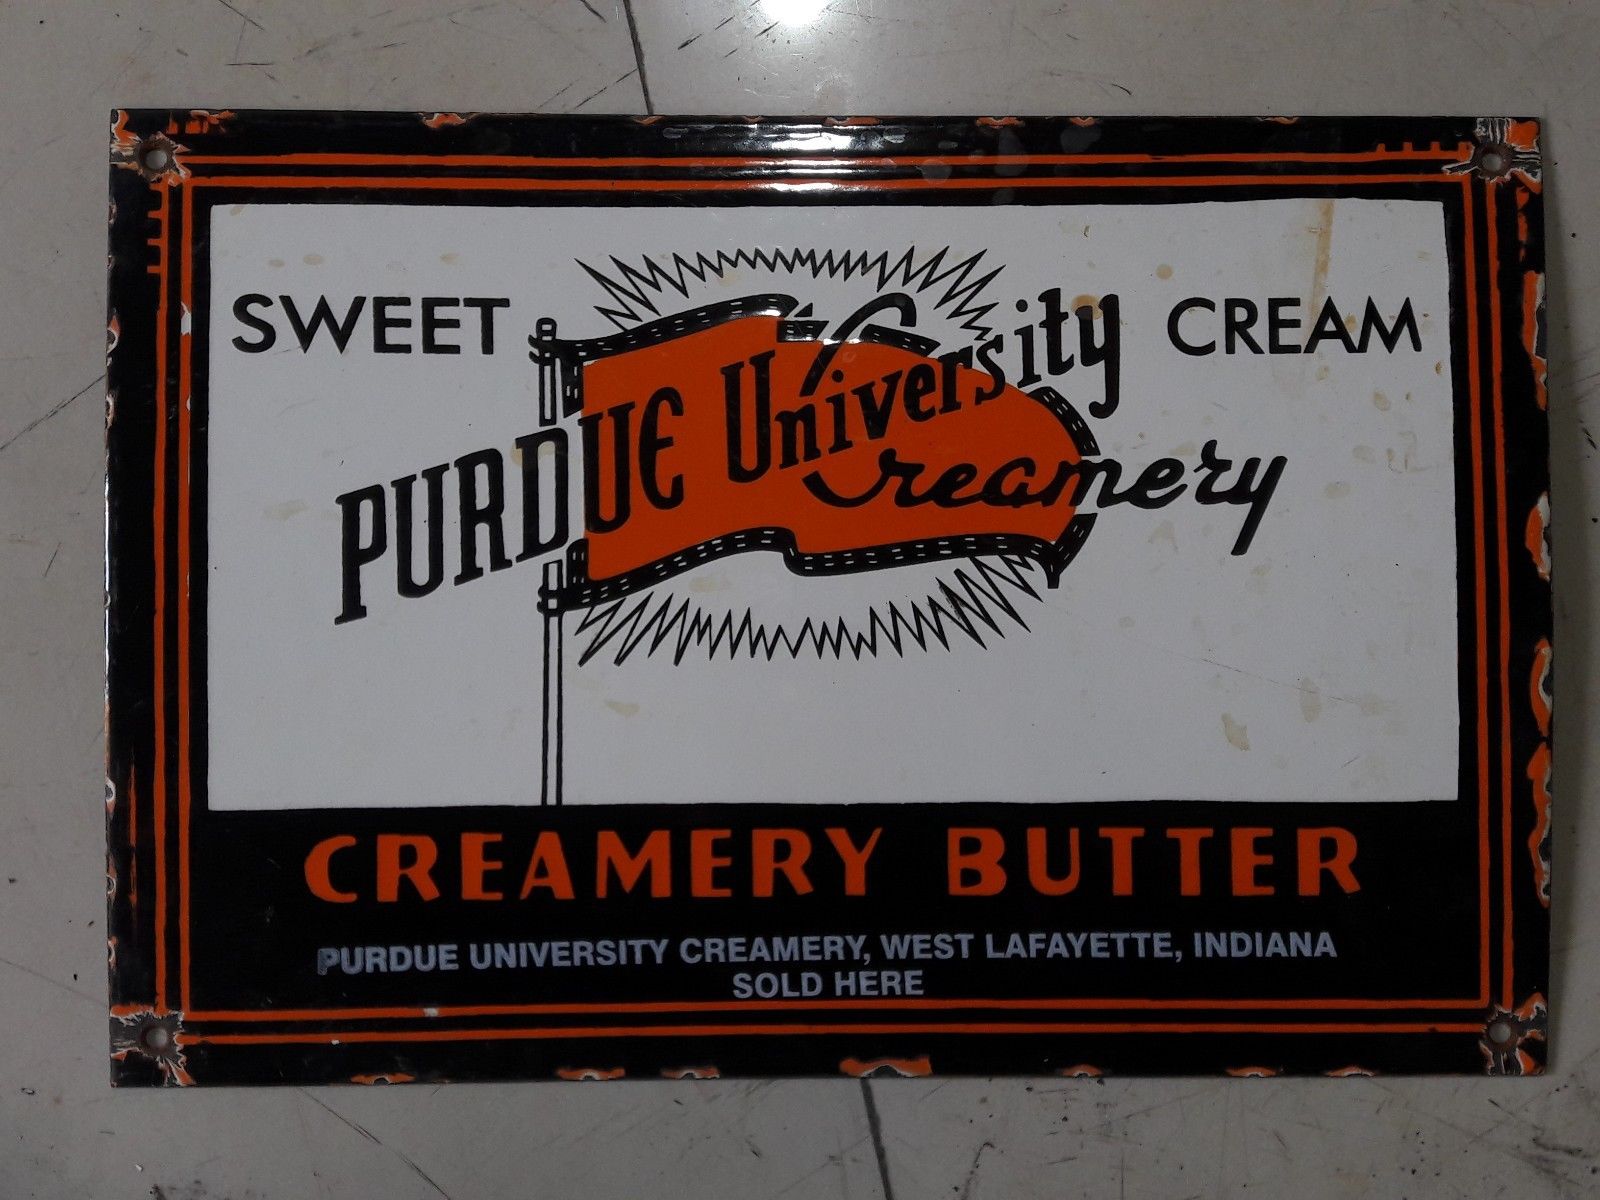 SWEET CREAM
PURDUE University
Creamery
CREAMERY BUTTER
PURDUE UNIVERSITY CREAMERY, WEST LAFAYETTE, INDIANA
SOLD HERE